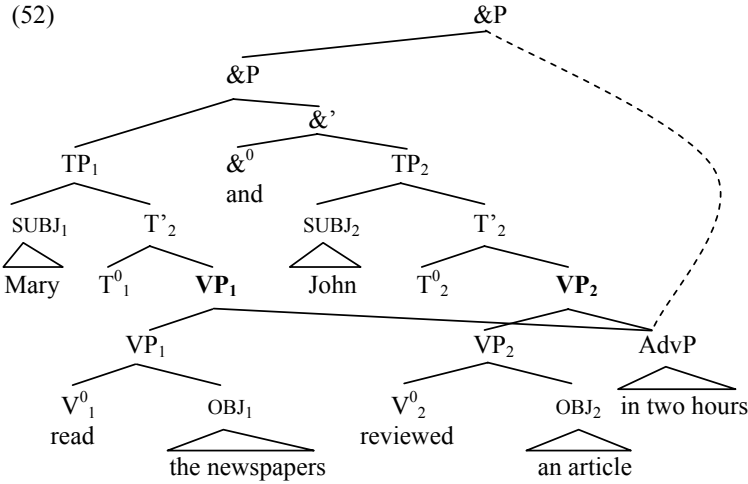 (52) &P
&P
&’
TP₁ &⁰ TP₂
and
SUBJ₁ T’₂ SUBJ₂ T’₂
Mary T⁰₁ VP₁ John T⁰₂ VP₂
VP₁ VP₂ AdvP
V⁰₁ OBJ₁ V⁰₂ OBJ₂ in two hours
read reviewed
the newspapers an article